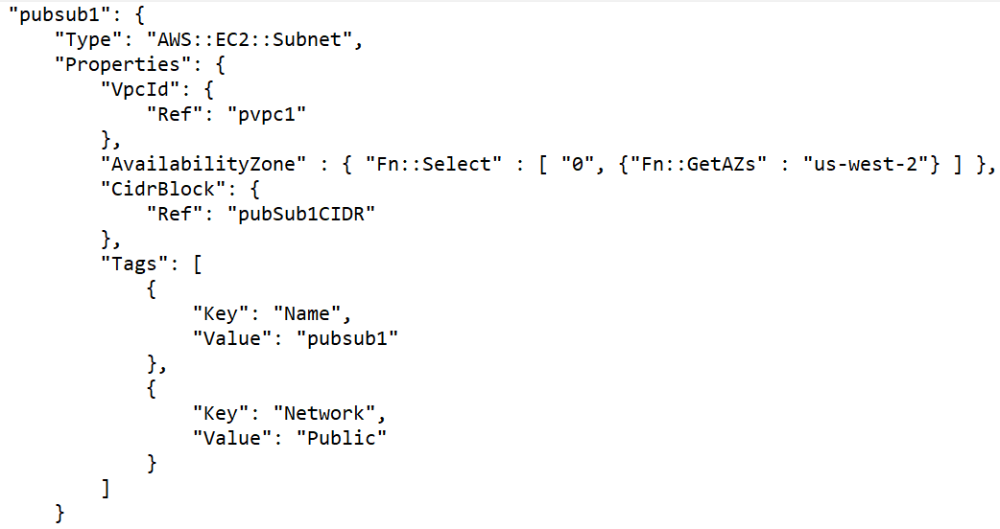 "pubsub1": {
    "Type": "AWS::EC2::Subnet",
    "Properties": {
        "VpcId": {
            "Ref": "pvpc1"
        },
        "AvailabilityZone" : { "Fn::Select" : [ "0", {"Fn::GetAZs" : "us-west-2"} ] },
        "CidrBlock": {
            "Ref": "pubSub1CIDR"
        },
        "Tags": [
            {
                "Key": "Name",
                "Value": "pubsub1"
            },
            {
                "Key": "Network",
                "Value": "Public"
            }
        ]
    }